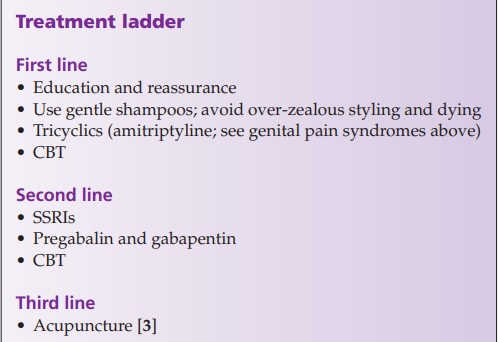 Treatment ladder
First line
• Education and reassurance
• Use gentle shampoos; avoid over-zealous styling and dying
• Tricyclics (amitriptyline; see genital pain syndromes above)
• CBT
Second line
• SSRIs
• Pregabalin and gabapentin
• CBT
Third line
• Acupuncture [3]